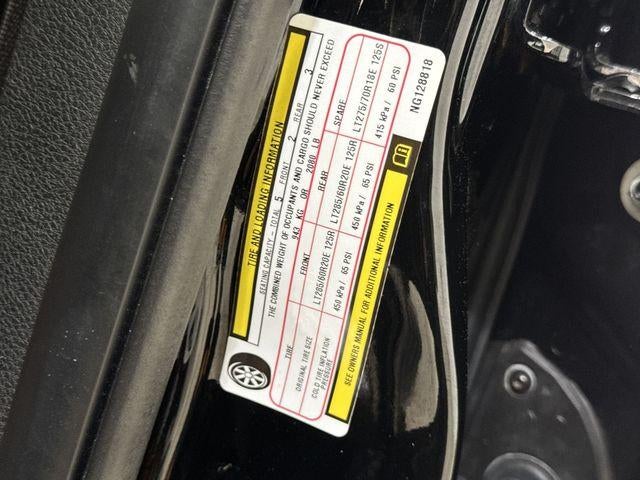 TIRE AND LOADING INFORMATION
SEATING CAPACITY - TOTAL 5 FRONT 2 REAR 3
THE COMBINED WEIGHT OF OCCUPANTS AND CARGO SHOULD NEVER EXCEED
943 KG OR 2080 LB
TIRE FRONT REAR SPARE
ORIGINAL TIRE SIZE LT285/60R20E 125R LT285/60R20E 125R LT275/70R18E 125S
COLD TIRE INFLATION PRESSURE 450 kPa / 65 PSI 450 kPa / 65 PSI 415 kPa / 60 PSI
SEE OWNERS MANUAL FOR ADDITIONAL INFORMATION
NG128818